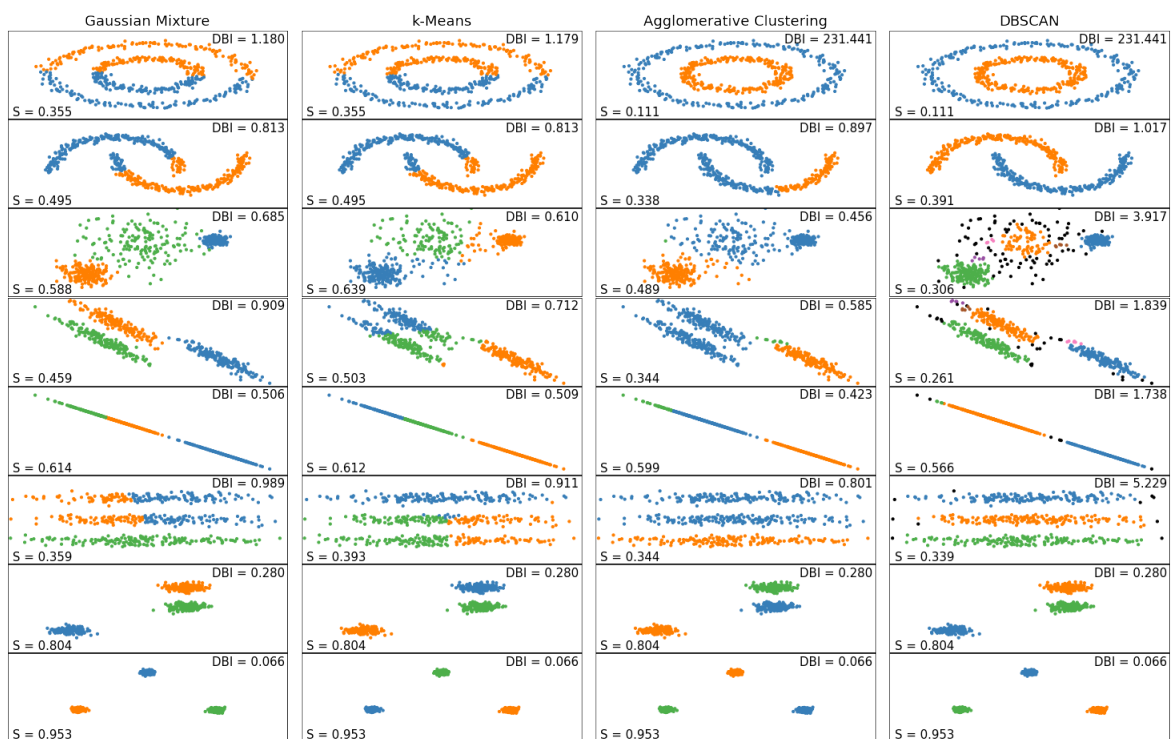 Gaussian Mixture
k-Means
Agglomerative Clustering
DBSCAN
DBI = 1.180
S = 0.355
DBI = 1.179
S = 0.355
DBI = 231.441
S = 0.111
DBI = 231.441
S = 0.111
DBI = 0.813
S = 0.495
DBI = 0.813
S = 0.495
DBI = 0.897
S = 0.338
DBI = 1.017
S = 0.391
DBI = 0.685
S = 0.588
DBI = 0.610
S = 0.639
DBI = 0.456
S = 0.489
DBI = 3.917
S = 0.306
DBI = 0.909
S = 0.459
DBI = 0.712
S = 0.503
DBI = 0.585
S = 0.344
DBI = 1.839
S = 0.261
DBI = 0.506
S = 0.614
DBI = 0.509
S = 0.612
DBI = 0.423
S = 0.599
DBI = 1.738
S = 0.566
DBI = 0.989
S = 0.359
DBI = 0.911
S = 0.393
DBI = 0.801
S = 0.344
DBI = 5.229
S = 0.339
DBI = 0.280
S = 0.804
DBI = 0.280
S = 0.804
DBI = 0.280
S = 0.804
DBI = 0.280
S = 0.804
DBI = 0.066
S = 0.953
DBI = 0.066
S = 0.953
DBI = 0.066
S = 0.953
DBI = 0.066
S = 0.953